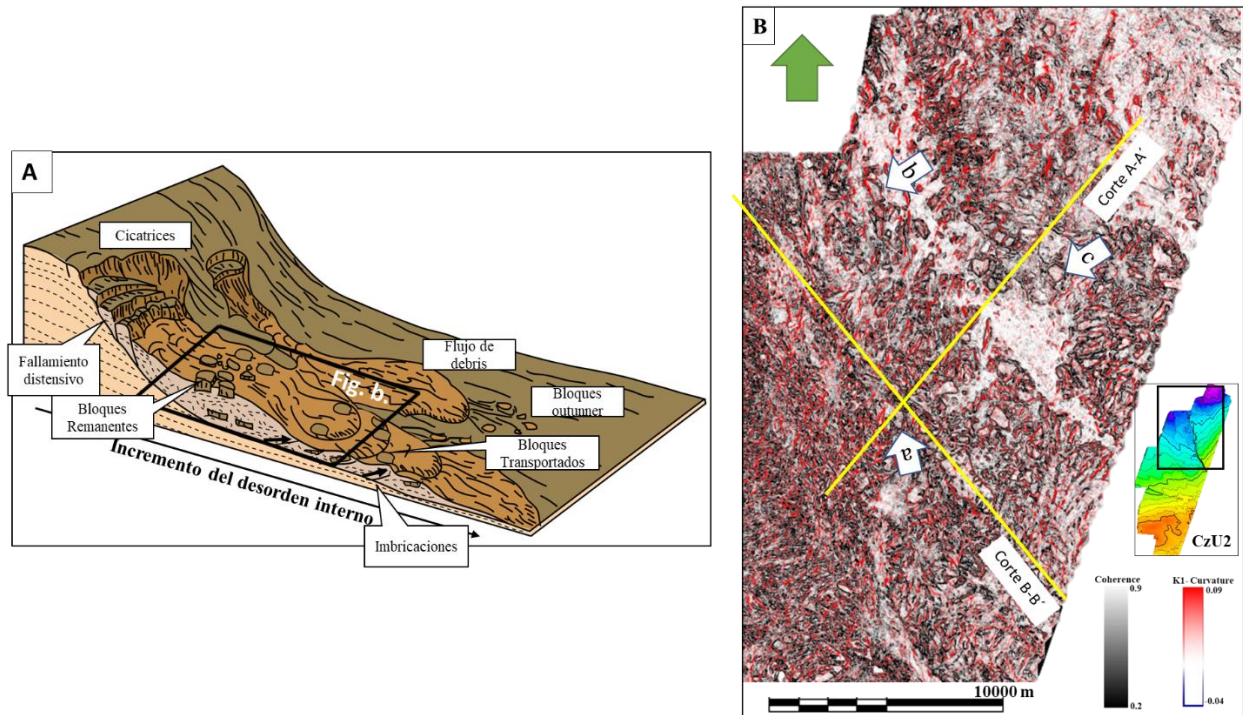 A
Cicatrices
Fallamiento
distensivo
Bloques
Remanentes
Fig. b.
Flujo de
debris
Bloques
outunner
Bloques
Transportados
Incremento del desorden interno
Imbricaciones
B
b
Corte A-A´
c
a
Corte B-B´
CzU2
Coherence
0.9
0.2
K1- Curvature
0.09
-0.04
10000 m